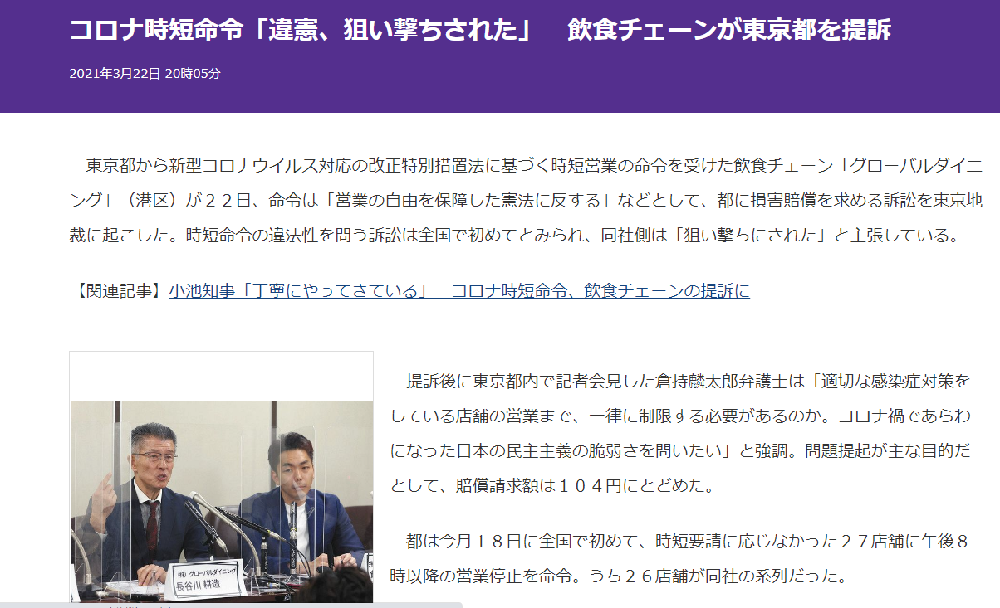 コロナ時短命令「違憲、狙い撃ちされた」　飲食チェーンが東京都を提訴
2021年3月22日 20時05分
東京都から新型コロナウイルス対応の改正特別措置法に基づく時短営業の命令を受けた飲食チェーン「グローバルダイニ
ング」（港区）が２２日、命令は「営業の自由を保障した憲法に反する」などとして、都に損害賠償を求める訴訟を東京地
裁に起こした。時短命令の違法性を問う訴訟は全国で初めてとみられ、同社側は「狙い撃ちにされた」と主張している。
【関連記事】小池知事「丁寧にやってきている」　コロナ時短命令、飲食チェーンの提訴に
提訴後に東京都内で記者会見した倉持麟太郎弁護士は「適切な感染症対策を
している店舗の営業まで、一律に制限する必要があるのか。コロナ禍であらわ
になった日本の民主主義の脆弱さを問いたい」と強調。問題提起が主な目的だ
として、賠償請求額は１０４円にとどめた。
都は今月１８日に全国で初めて、時短要請に応じなかった２７店舗に午後８
時以降の営業停止を命令。うち２６店舗が同社の系列だった。
㈱グローバルダイニング
長谷川 耕造